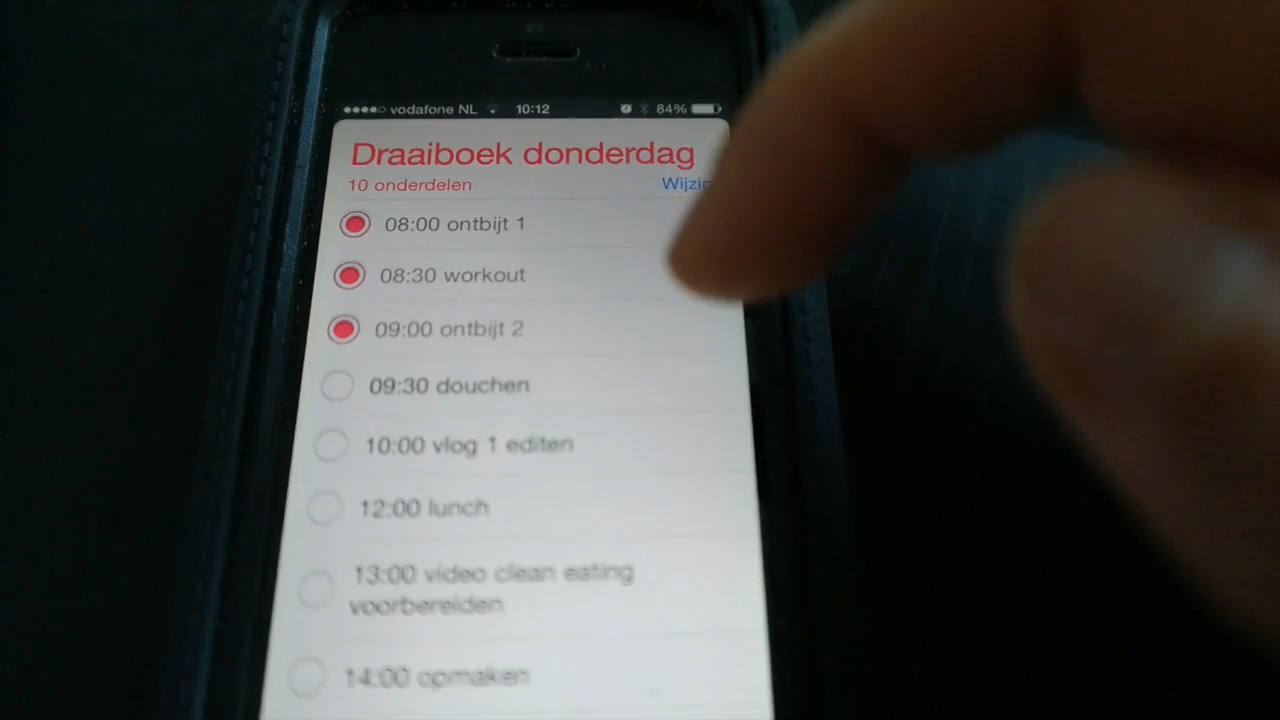 vodafone NL 10:12 84%
Draaiboek donderdag
10 onderdelen
08:00 ontbijt 1
08:30 workout
09:00 ontbijt 2
09:30 douchen
10:00 vlog 1 editen
12:00 lunch
13:00 video clean eating
voorbereiden
14:00 opmaken